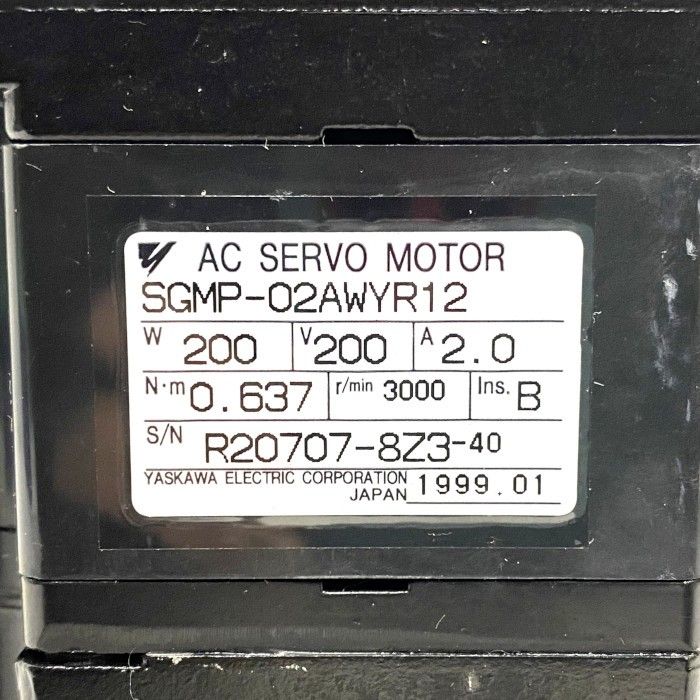 AC SERVO MOTOR
SGMP-02AWYR12
W 200 V 200 A 2.0
N·m 0.637 r/min 3000 Ins. B
S/N R20707-8Z3-40
YASKAWA ELECTRIC CORPORATION
JAPAN 1999.01